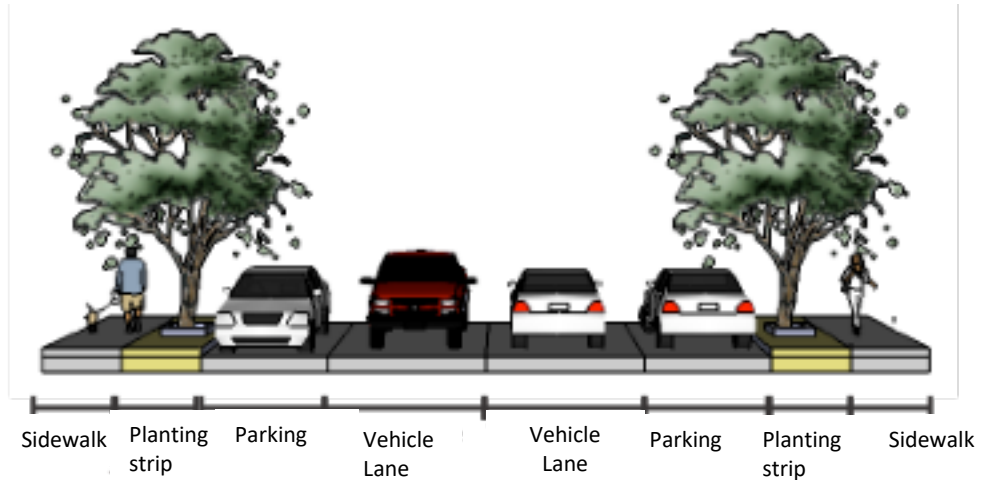 Sidewalk
Planting
strip
Parking
Vehicle
Lane
Vehicle
Lane
Parking
Planting
strip
Sidewalk